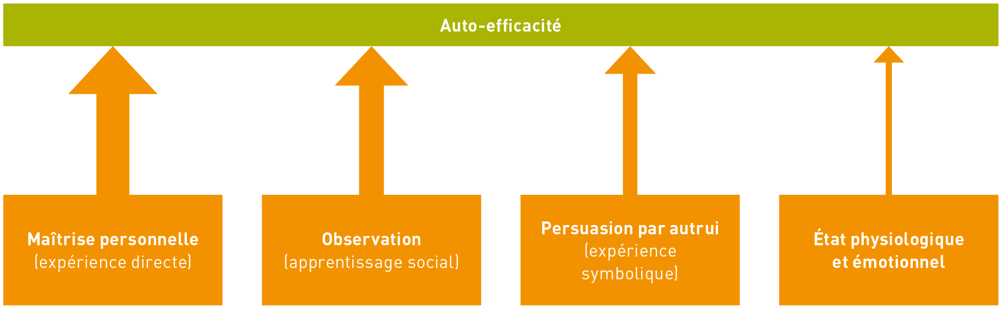 Auto-efficacité
Maîtrise personnelle
(expérience directe)
Observation
(apprentissage social)
Persuasion par autrui
(expérience
symbolique)
État physiologique
et émotionnel